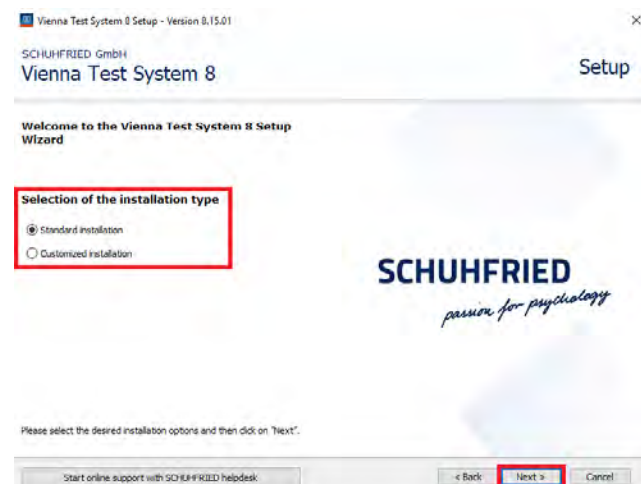 Vienna Test System 8 Setup - Version 8.15.01
SCHUHFRIED GmbH
Vienna Test System 8
Setup
Welcome to the Vienna Test System 8 Setup
Wizard
Selection of the installation type
Standard installation
Customized installation
SCHUHFRIED
passion for psychology
Please select the desired installation options and then click on "Next".
Start online support with SCHUHFRIED helpdesk
< Back
Next >
Cancel